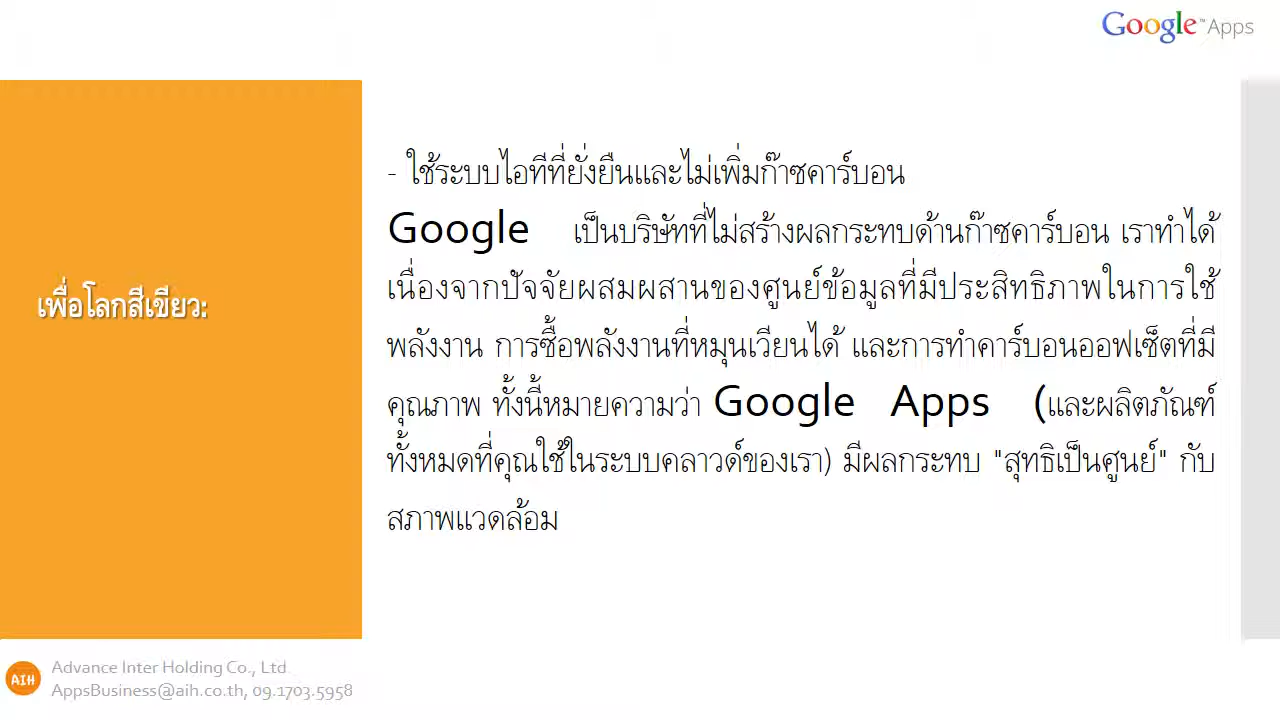 Google™ Apps
เพื่อโลกสีเขียว:
- ใช้ระบบไอทีที่ยั่งยืนและไม่เพิ่มก๊าซคาร์บอน
Google เป็นบริษัทที่ไม่สร้างผลกระทบด้านก๊าซคาร์บอน เราทำได้
เนื่องจากปัจจัยผสมผสานของศูนย์ข้อมูลที่มีประสิทธิภาพในการใช้
พลังงาน การซื้อพลังงานที่หมุนเวียนได้ และการทำคาร์บอนออฟเซ็ตที่มี
คุณภาพ ทั้งนี้หมายความว่า Google Apps (และผลิตภัณฑ์
ทั้งหมดที่คุณใช้ในระบบคลาวด์ของเรา) มีผลกระทบ "สุทธิเป็นศูนย์" กับ
สภาพแวดล้อม
AIH
Advance Inter Holding Co., Ltd
AppsBusiness@aih.co.th, 09.1703.5958